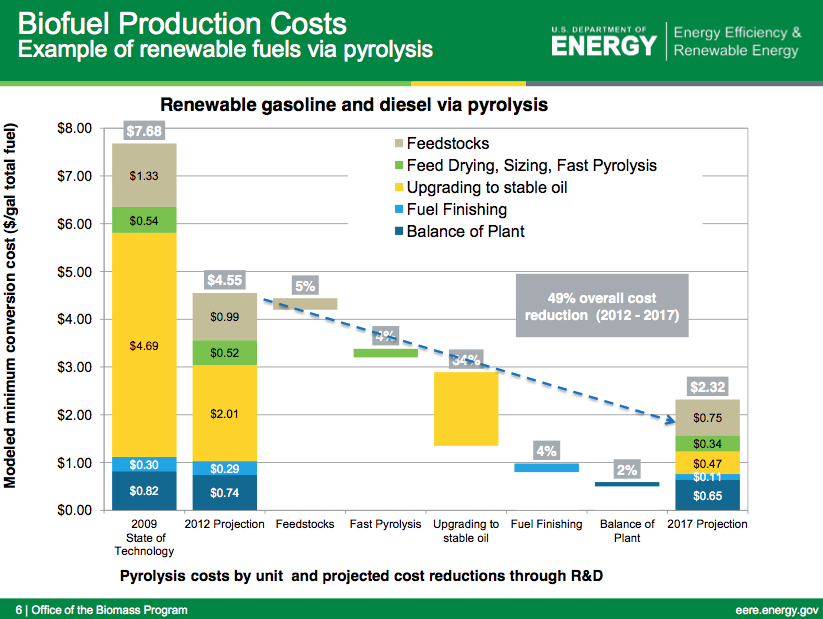 Biofuel Production Costs
Example of renewable fuels via pyrolysis
U.S. DEPARTMENT OF
ENERGY
Energy Efficiency &
Renewable Energy
Renewable gasoline and diesel via pyrolysis
Modeled minimum conversion cost ($/gal total fuel)
$8.00
$7.00
$6.00
$5.00
$4.00
$3.00
$2.00
$1.00
$0.00
Feedstocks
Feed Drying, Sizing, Fast Pyrolysis
Upgrading to stable oil
Fuel Finishing
Balance of Plant
$7.68
$1.33
$0.54
$4.69
$0.30
$0.82
$4.55
$0.99
$0.52
$2.01
$0.29
$0.74
5%
4%
34%
4%
2%
49% overall cost
reduction (2012 - 2017)
$2.32
$0.75
$0.34
$0.47
$0.11
$0.65
2009
State of
Technology
2012 Projection
Feedstocks
Fast Pyrolysis
Upgrading to
stable oil
Fuel Finishing
Balance of
Plant
2017 Projection
Pyrolysis costs by unit and projected cost reductions through R&D
6 | Office of the Biomass Program
eere.energy.gov